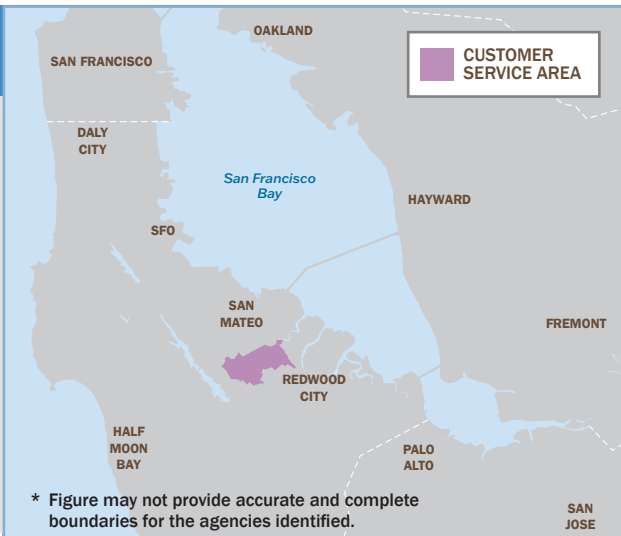 OAKLAND
CUSTOMER
SERVICE AREA
SAN FRANCISCO
DALY
CITY
San Francisco
Bay
HAYWARD
SFO
SAN
MATEO
FREMONT
REDWOOD
CITY
HALF
MOON
BAY
PALO
ALTO
* Figure may not provide accurate and complete
boundaries for the agencies identified.
SAN
JOSE